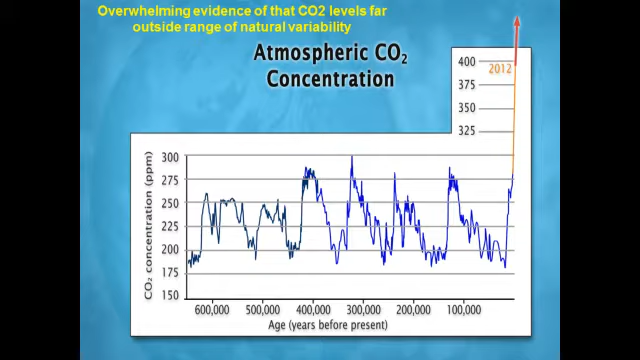 Overwhelming evidence of that CO2 levels far
outside range of natural variability
Atmospheric CO₂
Concentration
400
2012
375
350
325
300
275
250
225
200
175
150
CO₂ concentration (ppm)
600,000 500,000 400,000 300,000 200,000 100,000
Age (years before present)